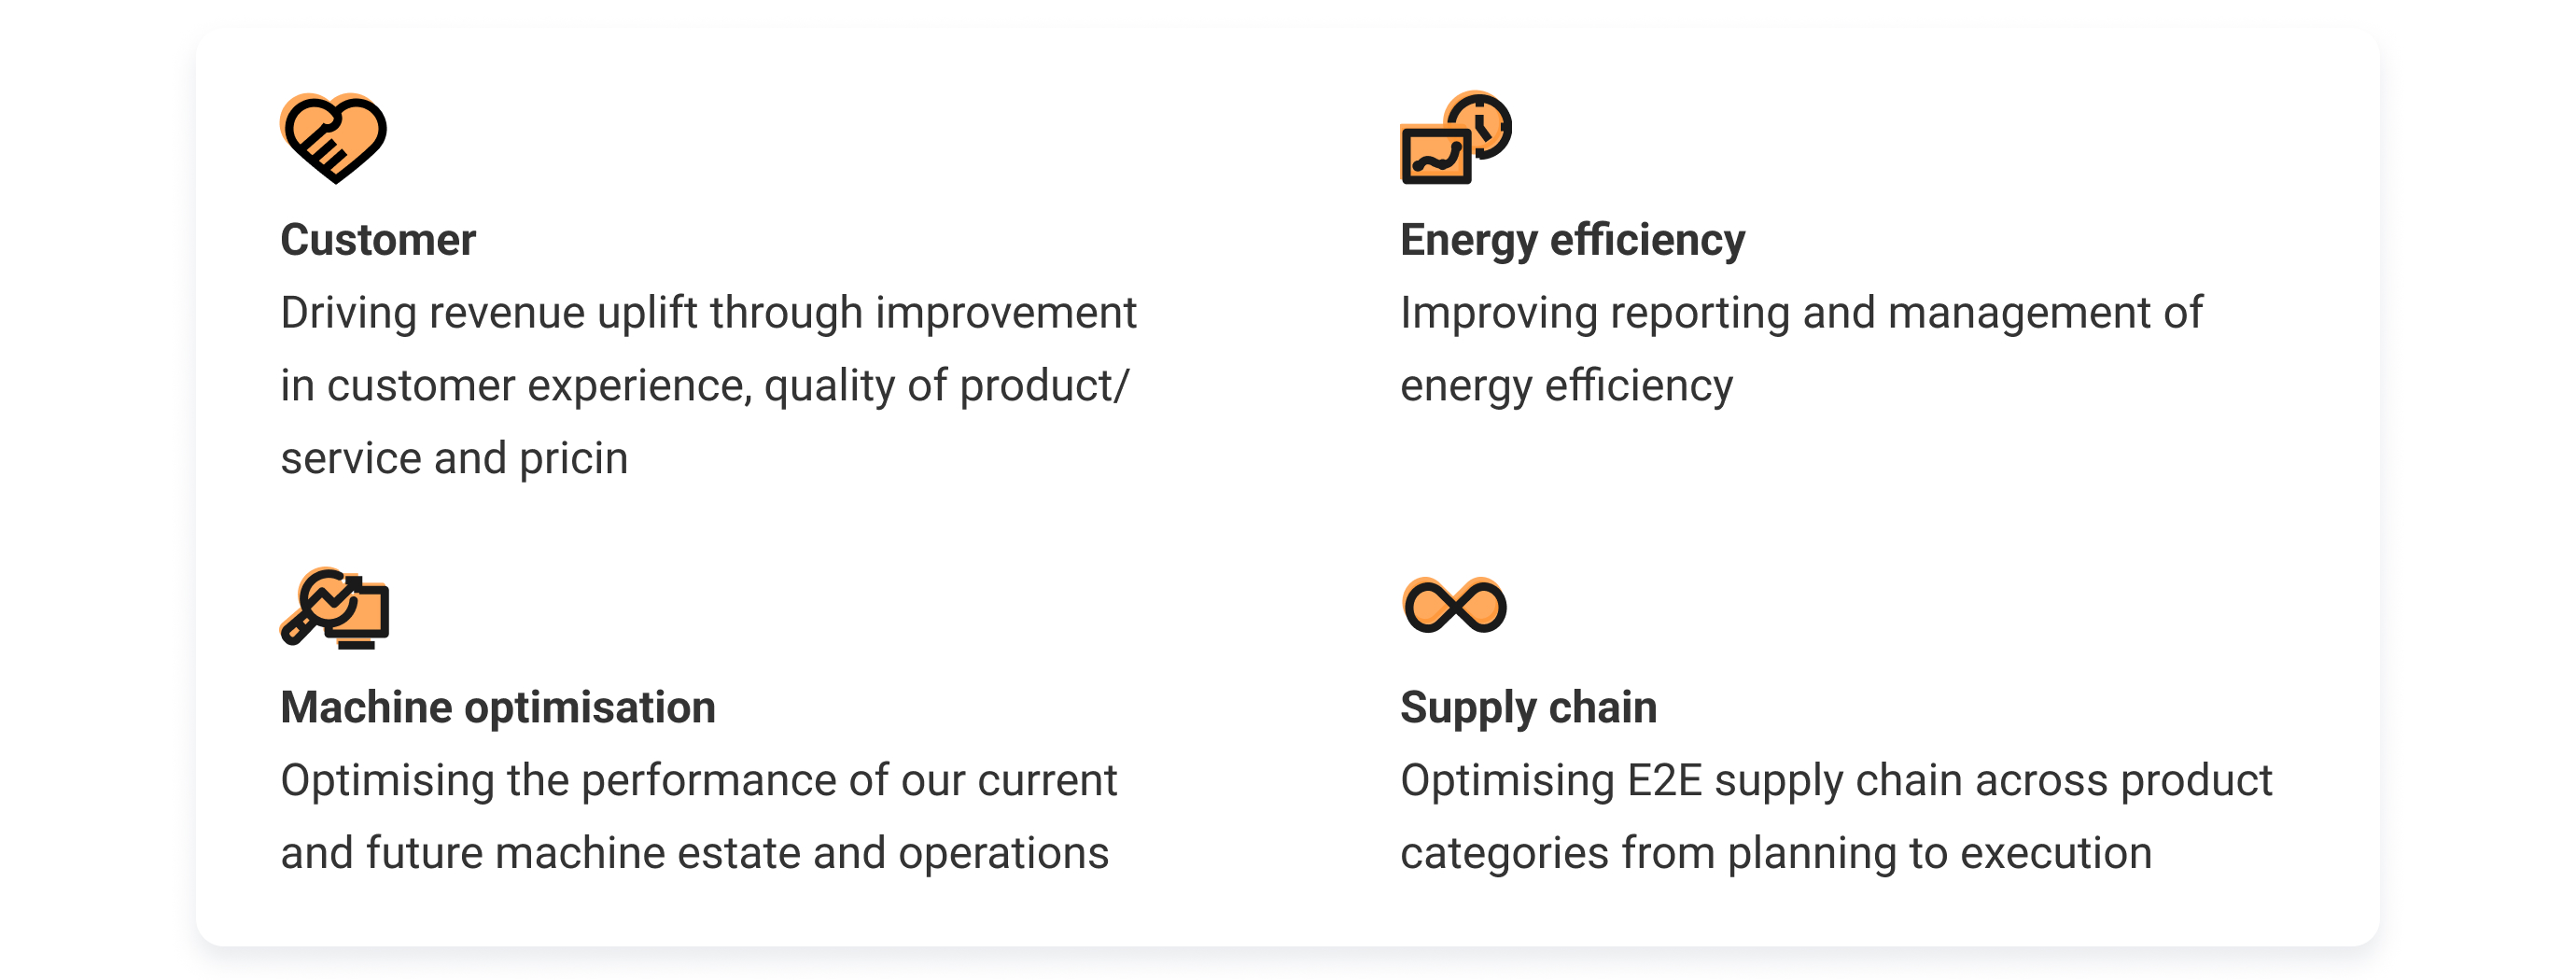 Customer
Driving revenue uplift through improvement
in customer experience, quality of product/
service and pricin
Energy efficiency
Improving reporting and management of
energy efficiency
Machine optimisation
Optimising the performance of our current
and future machine estate and operations
Supply chain
Optimising E2E supply chain across product
categories from planning to execution